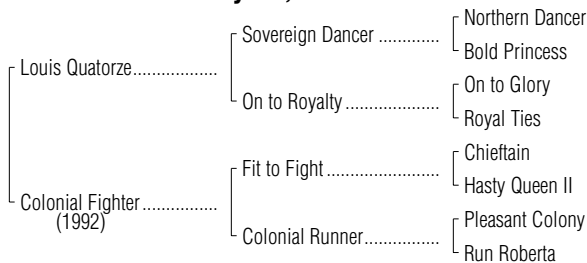 Northern Dancer
Sovereign Dancer .............
Bold Princess
Louis Quatorze..................
On to Glory
On to Royalty .....................
Royal Ties
Chieftain
Fit to Fight .........................
Hasty Queen II
Colonial Fighter ................
(1992)
Pleasant Colony
Colonial Runner.................
Run Roberta